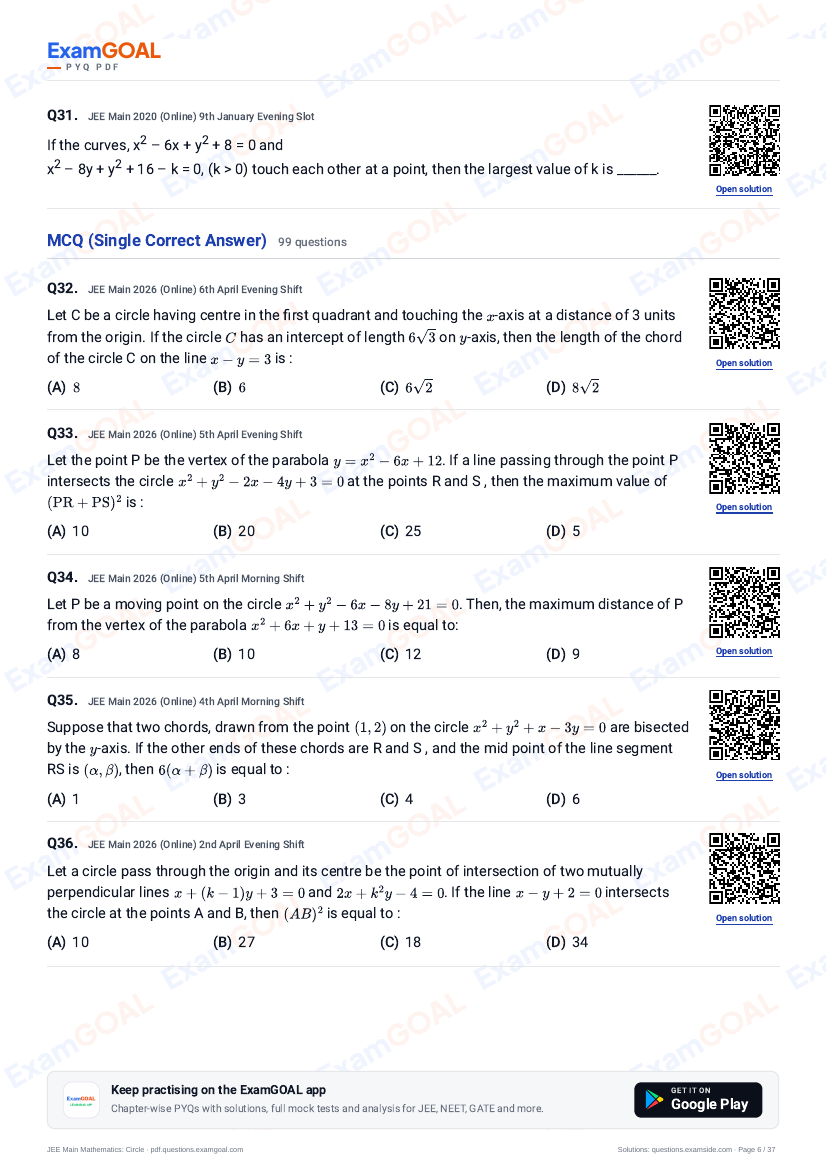 ExamGOAL
PYQ PDF
Q31. JEE Main 2020 (Online) 9th January Evening Slot
If the curves, x² − 6x + y² + 8 = 0 and
x² − 8y + y² + 16 − k = 0, (k > 0) touch each other at a point, then the largest value of k is ______.
Open solution
MCQ (Single Correct Answer) 99 questions
Q32. JEE Main 2026 (Online) 6th April Evening Shift
Let C be a circle having centre in the first quadrant and touching the x-axis at a distance of 3 units
from the origin. If the circle C has an intercept of length 6√3 on y-axis, then the length of the chord
of the circle C on the line x − y = 3 is :
Open solution
(A) 8 (B) 6 (C) 6√2 (D) 8√2
Q33. JEE Main 2026 (Online) 5th April Evening Shift
Let the point P be the vertex of the parabola y = x² − 6x + 12. If a line passing through the point P
intersects the circle x² + y² − 2x − 4y + 3 = 0 at the points R and S , then the maximum value of
(PR + PS)² is :
Open solution
(A) 10 (B) 20 (C) 25 (D) 5
Q34. JEE Main 2026 (Online) 5th April Morning Shift
Let P be a moving point on the circle x² + y² − 6x − 8y + 21 = 0. Then, the maximum distance of P
from the vertex of the parabola x² + 6x + y + 13 = 0 is equal to:
Open solution
(A) 8 (B) 10 (C) 12 (D) 9
Q35. JEE Main 2026 (Online) 4th April Morning Shift
Suppose that two chords, drawn from the point (1, 2) on the circle x² + y² + x − 3y = 0 are bisected
by the y-axis. If the other ends of these chords are R and S , and the mid point of the line segment
RS is (α, β), then 6(α + β) is equal to :
Open solution
(A) 1 (B) 3 (C) 4 (D) 6
Q36. JEE Main 2026 (Online) 2nd April Evening Shift
Let a circle pass through the origin and its centre be the point of intersection of two mutually
perpendicular lines x + (k − 1)y + 3 = 0 and 2x + k²y − 4 = 0. If the line x − y + 2 = 0 intersects
the circle at the points A and B, then (AB)² is equal to :
Open solution
(A) 10 (B) 27 (C) 18 (D) 34
ExamGOAL
Keep practising on the ExamGOAL app
Chapter-wise PYQs with solutions, full mock tests and analysis for JEE, NEET, GATE and more.
GET IT ON
Google Play
JEE Main Mathematics: Circle · pdf.questions.examgoal.com
Solutions: questions.examside.com · Page 6 / 37